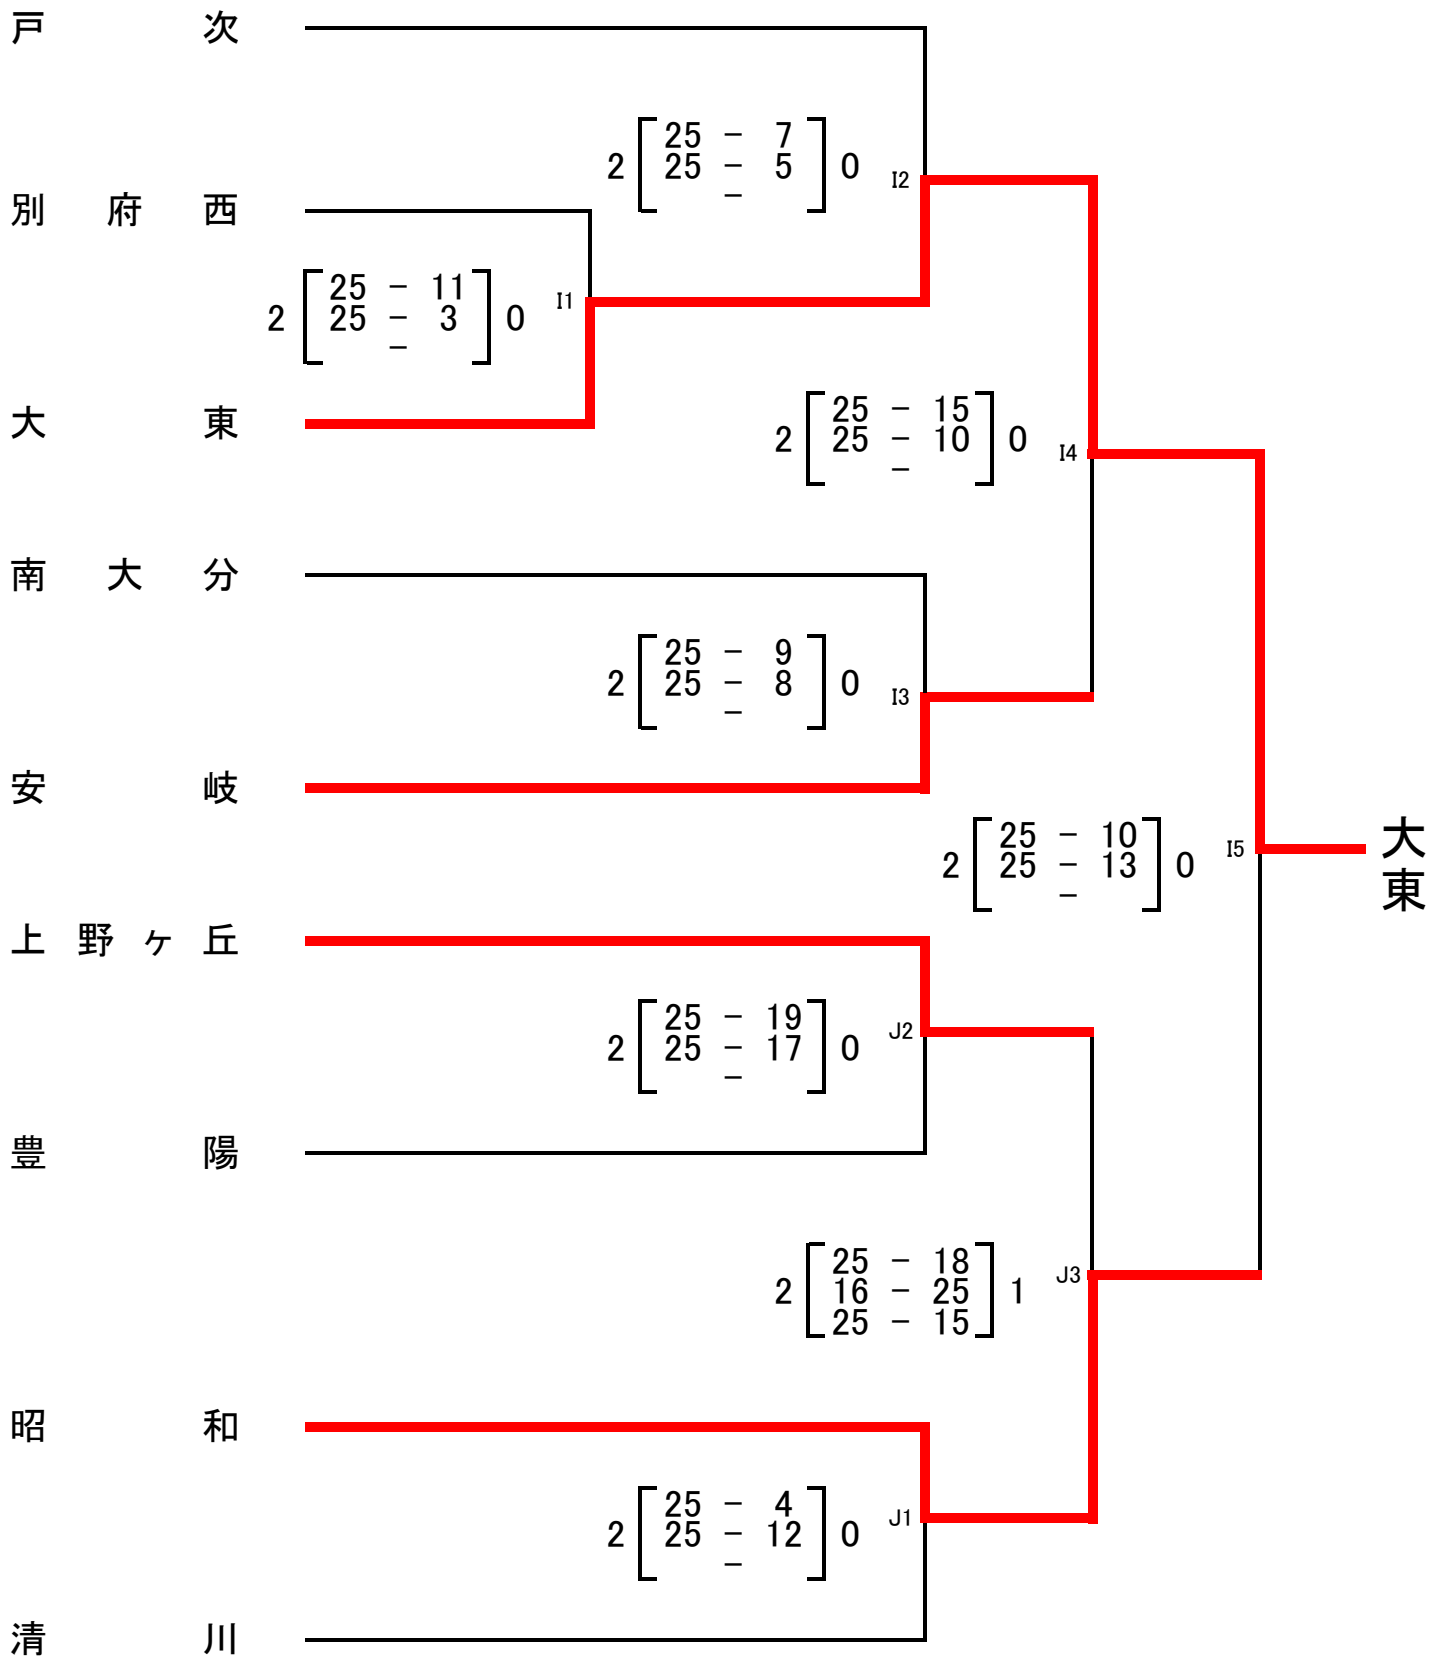 戸次
25 - 7
2 25 - 5 0 I2
-
別府西
25 - 11
2 25 - 3 0 I1
-
大東
25 - 15
2 25 - 10 0 I4
-
南大分
25 - 9
2 25 - 8 0 I3
-
安岐
25 - 10
2 25 - 13 0 I5
-
大東
上野ヶ丘
25 - 19
2 25 - 17 0 J2
-
豊陽
25 - 18
2 16 - 25 1 J3
25 - 15
昭和
25 - 4
2 25 - 12 0 J1
-
清川